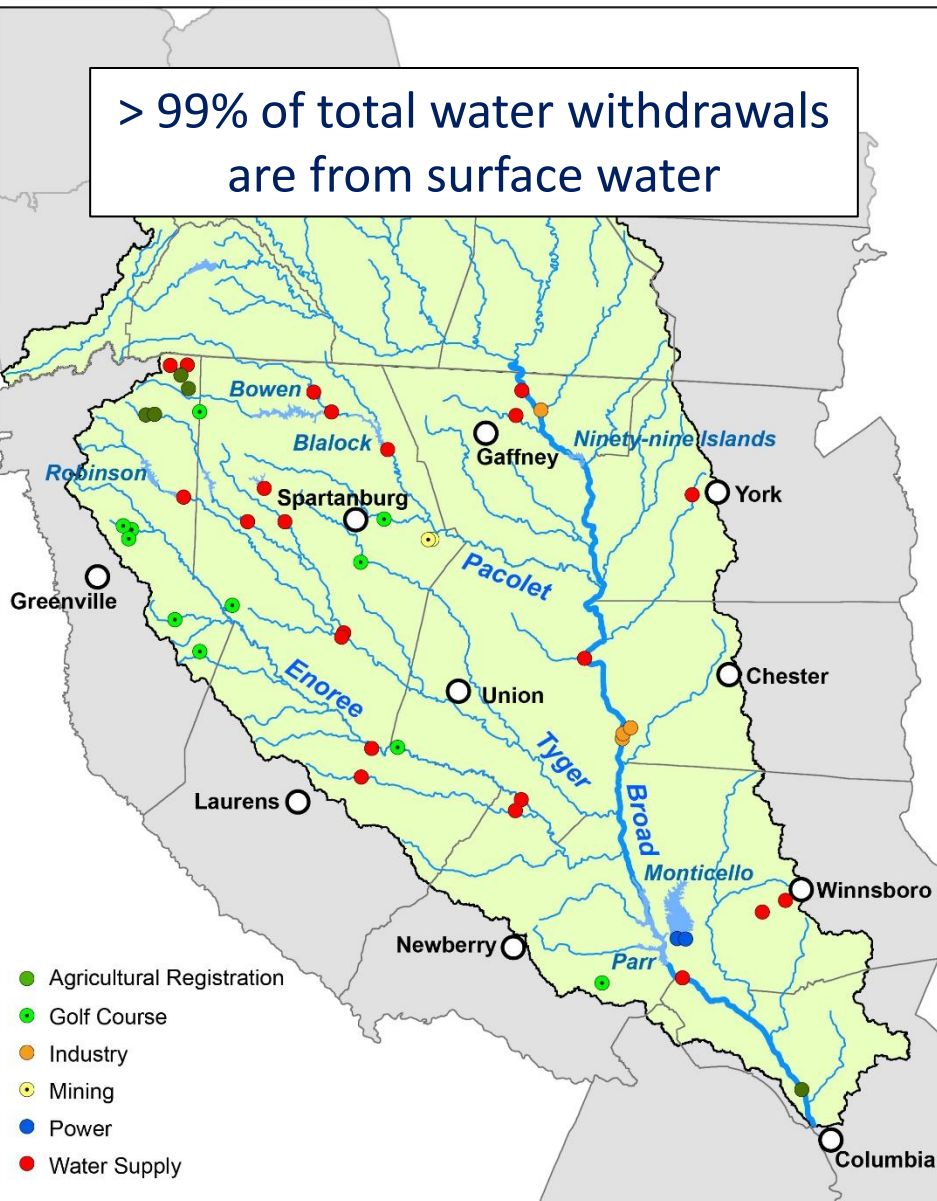 > 99% of total water withdrawals
are from surface water
Bowen
Blalock
Ninety-nine Islands
Gaffney
Robinson
Spartanburg
York
Pacolet
Greenville
Enoree
Union
Chester
Tyger
Laurens
Broad
Monticello
Winnsboro
Newberry
Parr
Agricultural Registration
Golf Course
Industry
Mining
Power
Water Supply
Columbia